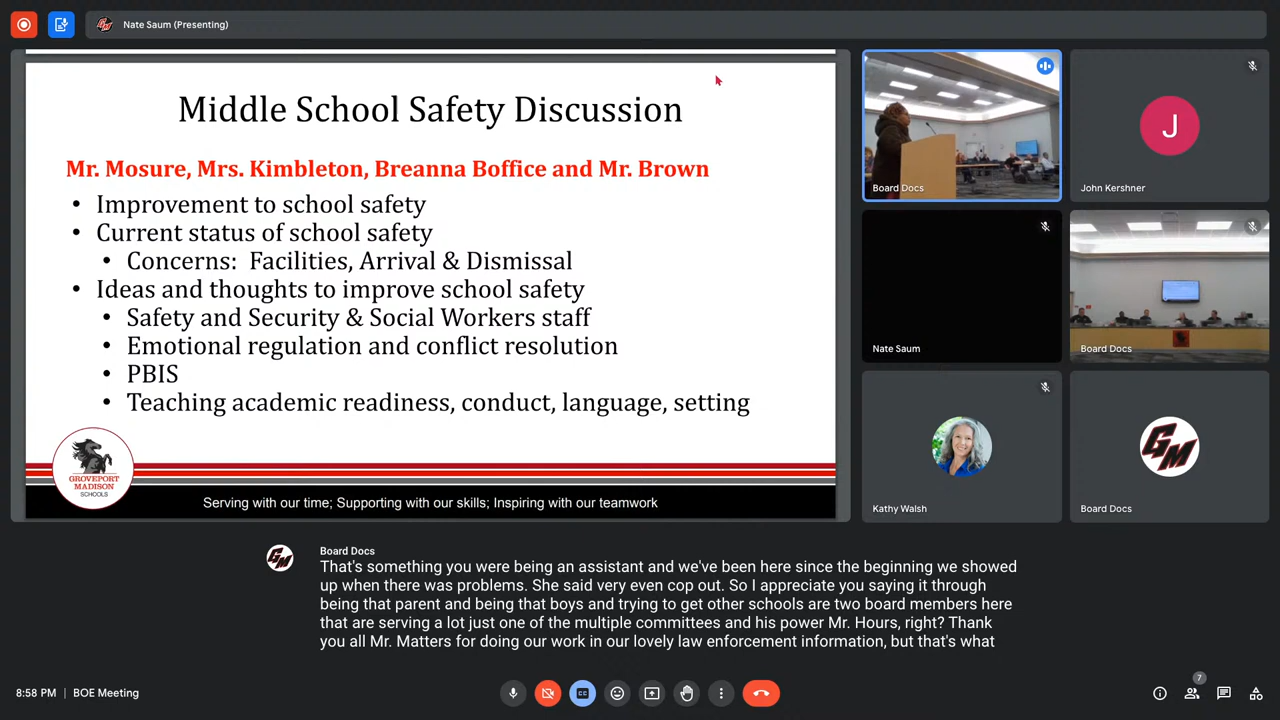 Nate Saum (Presenting)
Middle School Safety Discussion
Mr. Mosure, Mrs. Kimbleton, Breanna Boffice and Mr. Brown
• Improvement to school safety
• Current status of school safety
• Concerns: Facilities, Arrival & Dismissal
• Ideas and thoughts to improve school safety
• Safety and Security & Social Workers staff
• Emotional regulation and conflict resolution
• PBIS
• Teaching academic readiness, conduct, language, setting
GROVEPORT
MADISON
SCHOOLS
Serving with our time; Supporting with our skills; Inspiring with our teamwork
Board Docs
J
John Kershner
Nate Saum
Board Docs
Kathy Walsh
GM
Board Docs
Board Docs
That's something you were being an assistant and we've been here since the beginning we showed
up when there was problems. She said very even cop out. So I appreciate you saying it through
being that parent and being that boys and trying to get other schools are two board members here
that are serving a lot just one of the multiple committees and his power Mr. Hours, right? Thank
you all Mr. Matters for doing our work in our lovely law enforcement information, but that's what
8:58 PM | BOE Meeting
CC
7